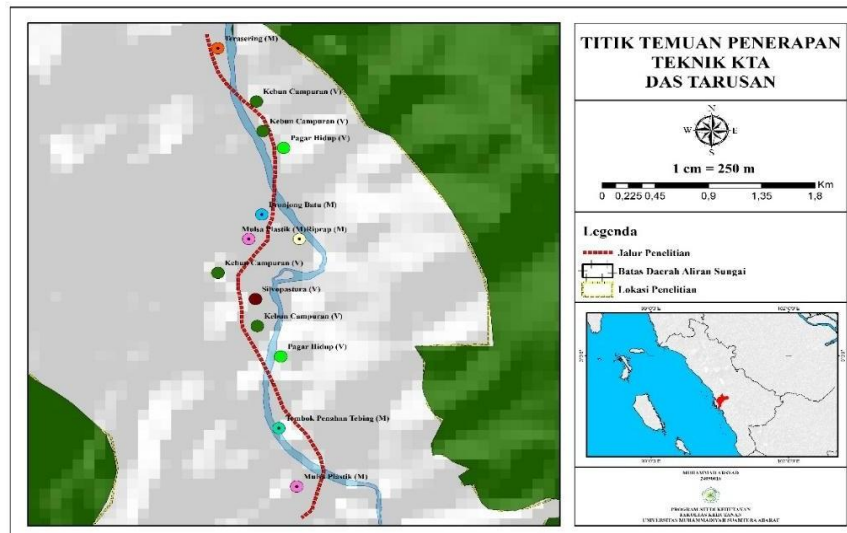 Terasering (M)
Kebun Campuran (V)
Kebun Campuran (V)
Pagar Hidup (V)
Bronjong Batu (M)
Mulsa Plastik (M)
Riprap (M)
Kebun Campuran (V)
Silvopastura (V)
Kebun Campuran (V)
Pagar Hidup (V)
Tembok Penahan Tebing (M)
Mulsa Plastik (M)
TITIK TEMUAN PENERAPAN
TEKNIK KTA
DAS TARUSAN
N
W E
S
1 cm = 250 m
Km
0 0,225 0,45 0,9 1,35 1,8
Legenda
Jalur Penelitian
Batas Daerah Aliran Sungai
Lokasi Penelitian
PROGRAM STUDI KEHUTANAN
FAKULTAS KEHUTANAN
UNIVERSITAS MUHAMMADIYAH SUMATERA